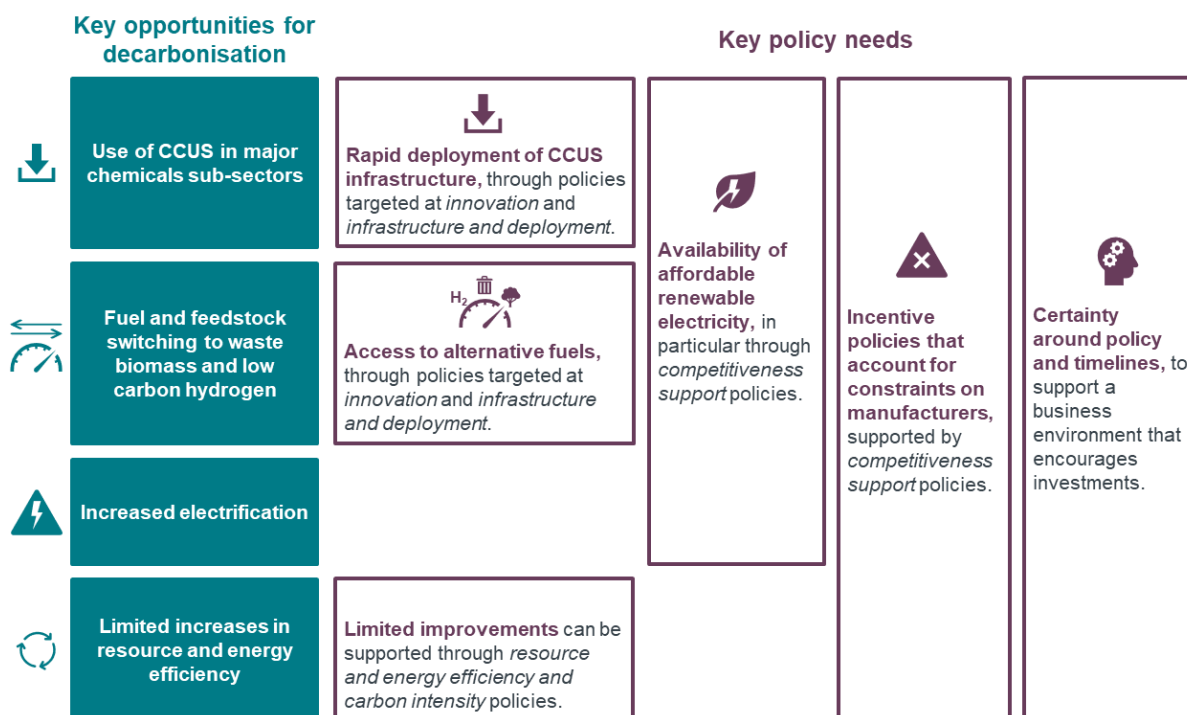 Key opportunities for
decarbonisation
Key policy needs
Use of CCUS in major
chemicals sub-sectors
Rapid deployment of CCUS
infrastructure, through policies
targeted at innovation and
infrastructure and deployment.
Fuel and feedstock
switching to waste
biomass and low
carbon hydrogen
H₂
Access to alternative fuels,
through policies targeted at
innovation and infrastructure
and deployment.
Increased electrification
Limited increases in
resource and energy
efficiency
Limited improvements can be
supported through resource
and energy efficiency and
carbon intensity policies.
Availability of
affordable
renewable
electricity, in
particular through
competitiveness
support policies.
Incentive
policies that
account for
constraints on
manufacturers,
supported by
competitiveness
support policies.
Certainty
around policy
and timelines, to
support a
business
environment that
encourages
investments.